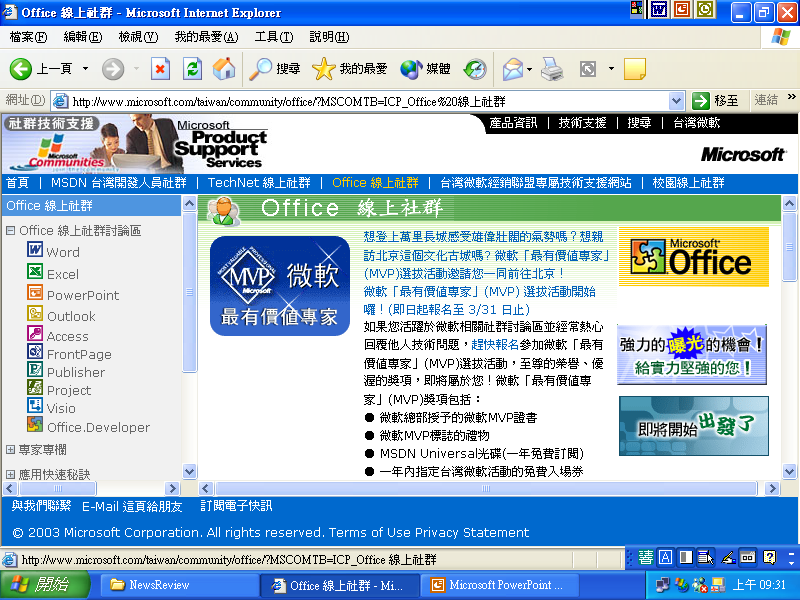 Office 線上社群 - Microsoft Internet Explorer
檔案(F) 編輯(E) 檢視(V) 我的最愛(A) 工具(T) 說明(H)
上一頁 搜尋 我的最愛 媒體
網址(D) http://www.microsoft.com/taiwan/community/office/?MSCOMTB=ICP_Office%20線上社群 移至 連結 »
社群技術支援
Microsoft Communities
Microsoft
Product
Support
Services
產品資訊 | 技術支援 | 搜尋 | 台灣微軟
Microsoft
首頁 | MSDN 台灣開發人員社群 | TechNet 線上社群 | Office 線上社群 | 台灣微軟經銷聯盟專屬技術支援網站 | 校園線上社群
Office 線上社群
Office 線上社群討論區
Word
Excel
PowerPoint
Outlook
Access
FrontPage
Publisher
Project
Visio
Office.Developer
專家專欄
應用快速秘訣
Office 線上社群
MOST VALUABLE PROFESSIONAL
MVP
微軟
最有價值專家
想登上萬里長城感受雄偉壯闊的氣勢嗎？想親
訪北京這個文化古城嗎？微軟「最有價值專家」
(MVP)選拔活動邀請您一同前往北京！
微軟「最有價值專家」(MVP) 選拔活動開始
囉！(即日起報名至 3/31 日止)
如果您活躍於微軟相關社群討論區並經常熱心
回覆他人技術問題，趕快報名參加微軟「最有
價值專家」(MVP)選拔活動，至尊的榮譽、優
渥的獎項，即將屬於您！微軟「最有價值專
家」(MVP)獎項包括：
● 微軟總部授予的微軟MVP證書
● 微軟MVP標誌的禮物
● MSDN Universal光碟(一年免費訂閱)
● 一年內指定台灣微軟活動的免費入場券
Microsoft
Office
強力的曝光的機會！
給實力堅強的您！
即將開始出發了
與我們聯繫 E-Mail 這頁給朋友 訂閱電子快訊
© 2003 Microsoft Corporation. All rights reserved. Terms of Use Privacy Statement
http://www.microsoft.com/taiwan/community/office/?MSCOMTB=ICP_Office 線上社群
開始 NewsReview Office 線上社群 - Mi... Microsoft PowerPoint ... 上午 09:31